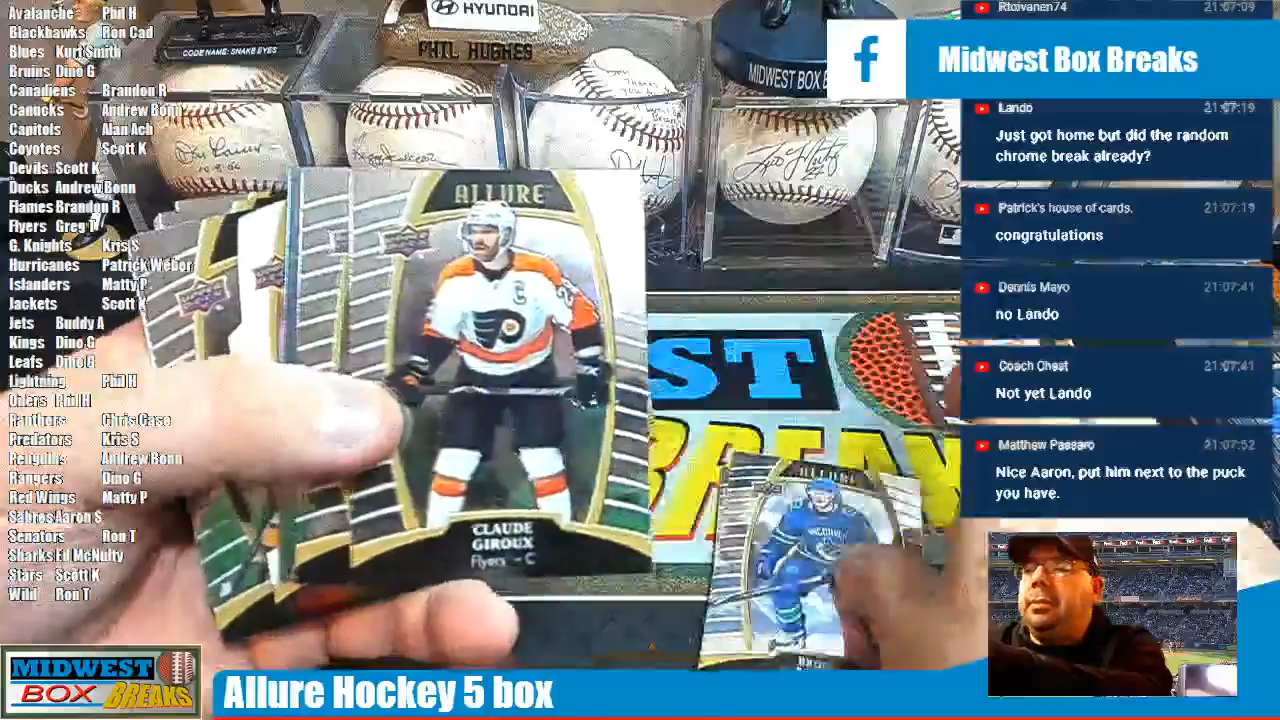 Avalanche Phil H
Blackhawks Ron Cad
Blues Kurt Smith
Bruins Dino G
Canadiens Brandon R
Canucks Andrew Bonn
Capitols Alan Ach
Coyotes Scott K
Devils Scott K
Ducks Andrew Bonn
Flames Brandon R
Flyers Greg T
G. Knights Kris S
Hurricanes Patrick Weber
Islanders Matty P
Jackets Scott K
Jets Buddy A
Kings Dino G
Leafs Dino G
Lightning Phil H
Oilers Phil H
Panthers Chris Case
Predators Kris S
Penguins Andrew Bonn
Rangers Dino G
Red Wings Matty P
Sabres Aaron S
Senators Ron T
Sharks Ed McNulty
Stars Scott K
Wild Ron T
CODE NAME: SNAKE EYES
HYUNDAI
PHIL HUGHES
MIDWEST BOX B
ALLURE
CLAUDE
GIROUX
Flyers - C
ST
BREAK
ALLURE
VANCOUVER
Midwest Box Breaks
21:07:09
Lando 21:07:19
Just got home but did the random
chrome break already?
Patrick's house of cards. 21:07:19
congratulations
Dennis Mayo 21:07:41
no Lando
Coach Chest 21:07:41
Not yet Lando
Matthew Passaro 21:07:52
Nice Aaron, put him next to the puck
you have.
MIDWEST
BOX BREAKS
Allure Hockey 5 box